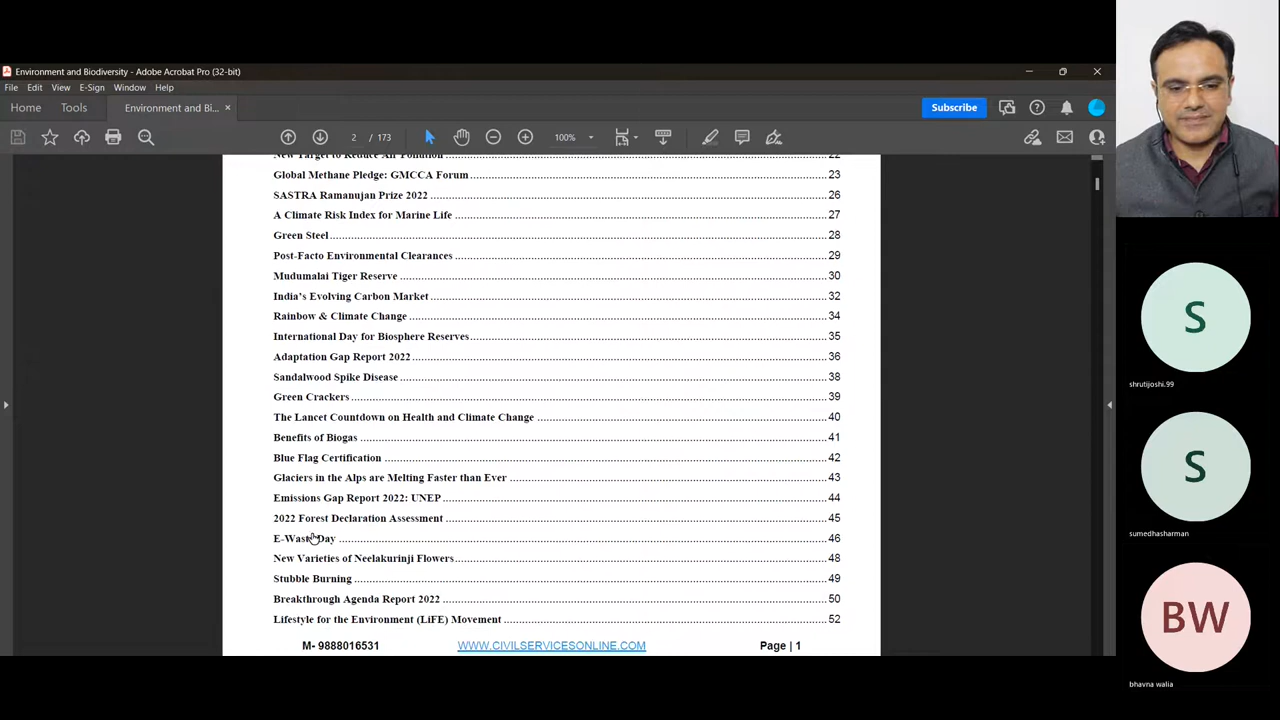 Environment and Biodiversity - Adobe Acrobat Pro (32-bit)
File Edit View E-Sign Window Help
Home Tools Environment and Bi... × Subscribe
2 / 173 100%
New Target to Reduce Air Pollution 22
Global Methane Pledge: GMCCA Forum 23
SASTRA Ramanujan Prize 2022 26
A Climate Risk Index for Marine Life 27
Green Steel 28
Post-Facto Environmental Clearances 29
Mudumalai Tiger Reserve 30
India's Evolving Carbon Market 32
Rainbow & Climate Change 34
International Day for Biosphere Reserves 35
Adaptation Gap Report 2022 36
Sandalwood Spike Disease 38
Green Crackers 39
The Lancet Countdown on Health and Climate Change 40
Benefits of Biogas 41
Blue Flag Certification 42
Glaciers in the Alps are Melting Faster than Ever 43
Emissions Gap Report 2022: UNEP 44
2022 Forest Declaration Assessment 45
E-Waste Day 46
New Varieties of Neelakurinji Flowers 48
Stubble Burning 49
Breakthrough Agenda Report 2022 50
Lifestyle for the Environment (LiFE) Movement 52
M- 9888016531 WWW.CIVILSERVICESONLINE.COM Page | 1
S
shrutijoshi.99
S
sumedhasharman
BW
bhavna walia